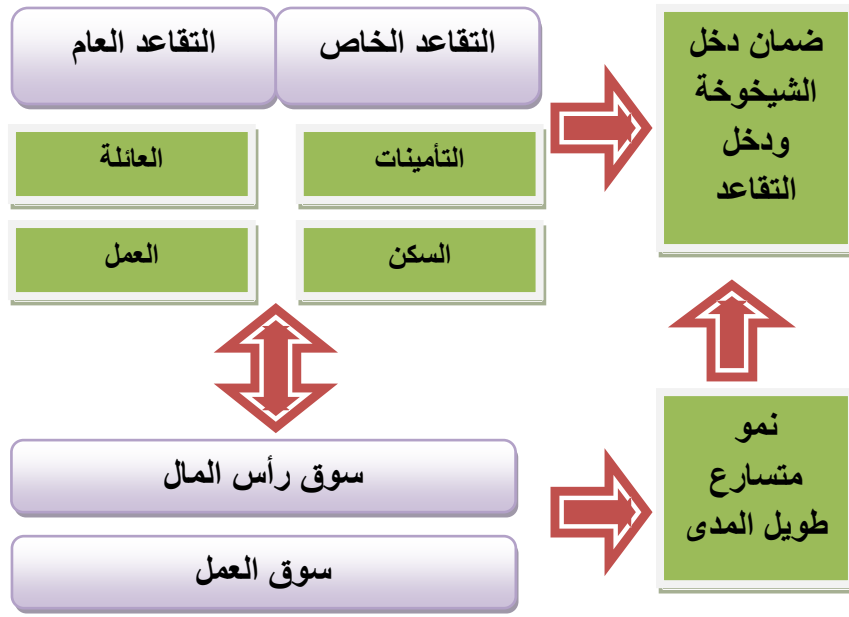 التقاعد الخاص
التقاعد العام
التأمينات
العائلة
السكن
العمل
ضمان دخل
الشيخوخة
ودخل
التقاعد
سوق رأس المال
سوق العمل
نمو
متسارع
طويل المدى